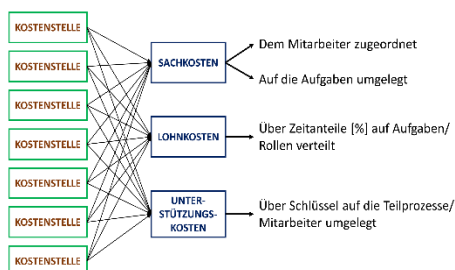 KOSTENSTELLE
KOSTENSTELLE
KOSTENSTELLE
KOSTENSTELLE
KOSTENSTELLE
KOSTENSTELLE
KOSTENSTELLE
SACHKOSTEN
LOHNKOSTEN
UNTER-
STÜTZUNGS-
KOSTEN
Dem Mitarbeiter zugeordnet
Auf die Aufgaben umgelegt
Über Zeitanteile [%] auf Aufgaben/
Rollen verteilt
Über Schlüssel auf die Teilprozesse/
Mitarbeiter umgelegt